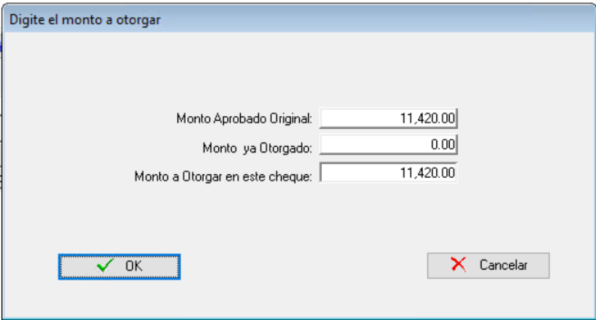 Digite el monto a otorgar
Monto Aprobado Original: 11,420.00
Monto ya Otorgado: 0.00
Monto a Otorgar en este cheque: 11,420.00
OK Cancelar